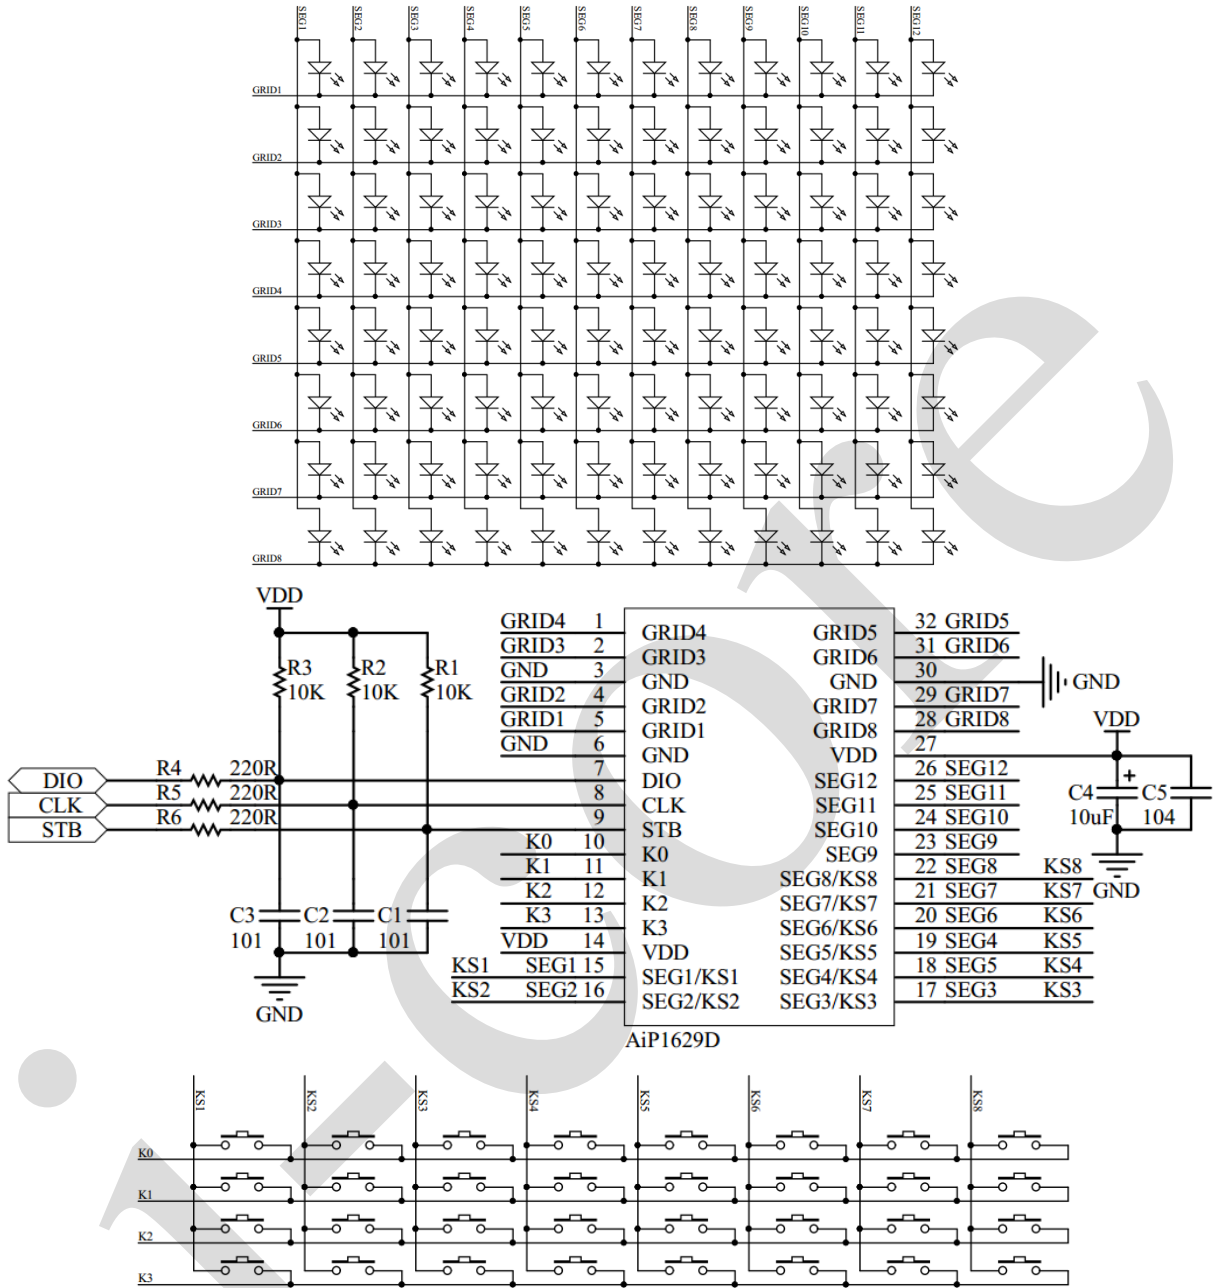 SEG1 SEG2 SEG3 SEG4 SEG5 SEG6 SEG7 SEG8 SEG9 SEG10 SEG11 SEG12
GRID1
GRID2
GRID3
GRID4
GRID5
GRID6
GRID7
GRID8
VDD
R3 R2 R1
10K 10K 10K
DIO R4 220R
CLK R5 220R
STB R6 220R
C3 C2 C1
101 101 101
GND
GRID4 1 GRID4 GRID5 32 GRID5
GRID3 2 GRID3 GRID6 31 GRID6
GND 3 GND GND 30 GND
GRID2 4 GRID2 GRID7 29 GRID7
GRID1 5 GRID1 GRID8 28 GRID8
GND 6 GND VDD 27 VDD
7 DIO SEG12 26 SEG12
8 CLK SEG11 25 SEG11
9 STB SEG10 24 SEG10
K0 10 K0 SEG9 23 SEG9
K1 11 K1 SEG8/KS8 22 SEG8 KS8
K2 12 K2 SEG7/KS7 21 SEG7 KS7
K3 13 K3 SEG6/KS6 20 SEG6 KS6
VDD 14 VDD SEG5/KS5 19 SEG4 KS5
KS1 SEG1 15 SEG1/KS1 SEG4/KS4 18 SEG5 KS4
KS2 SEG2 16 SEG2/KS2 SEG3/KS3 17 SEG3 KS3
C4 + C5
10uF 104
GND
AiP1629D
KS1 KS2 KS3 KS4 KS5 KS6 KS7 KS8
K0
K1
K2
K3
i-core